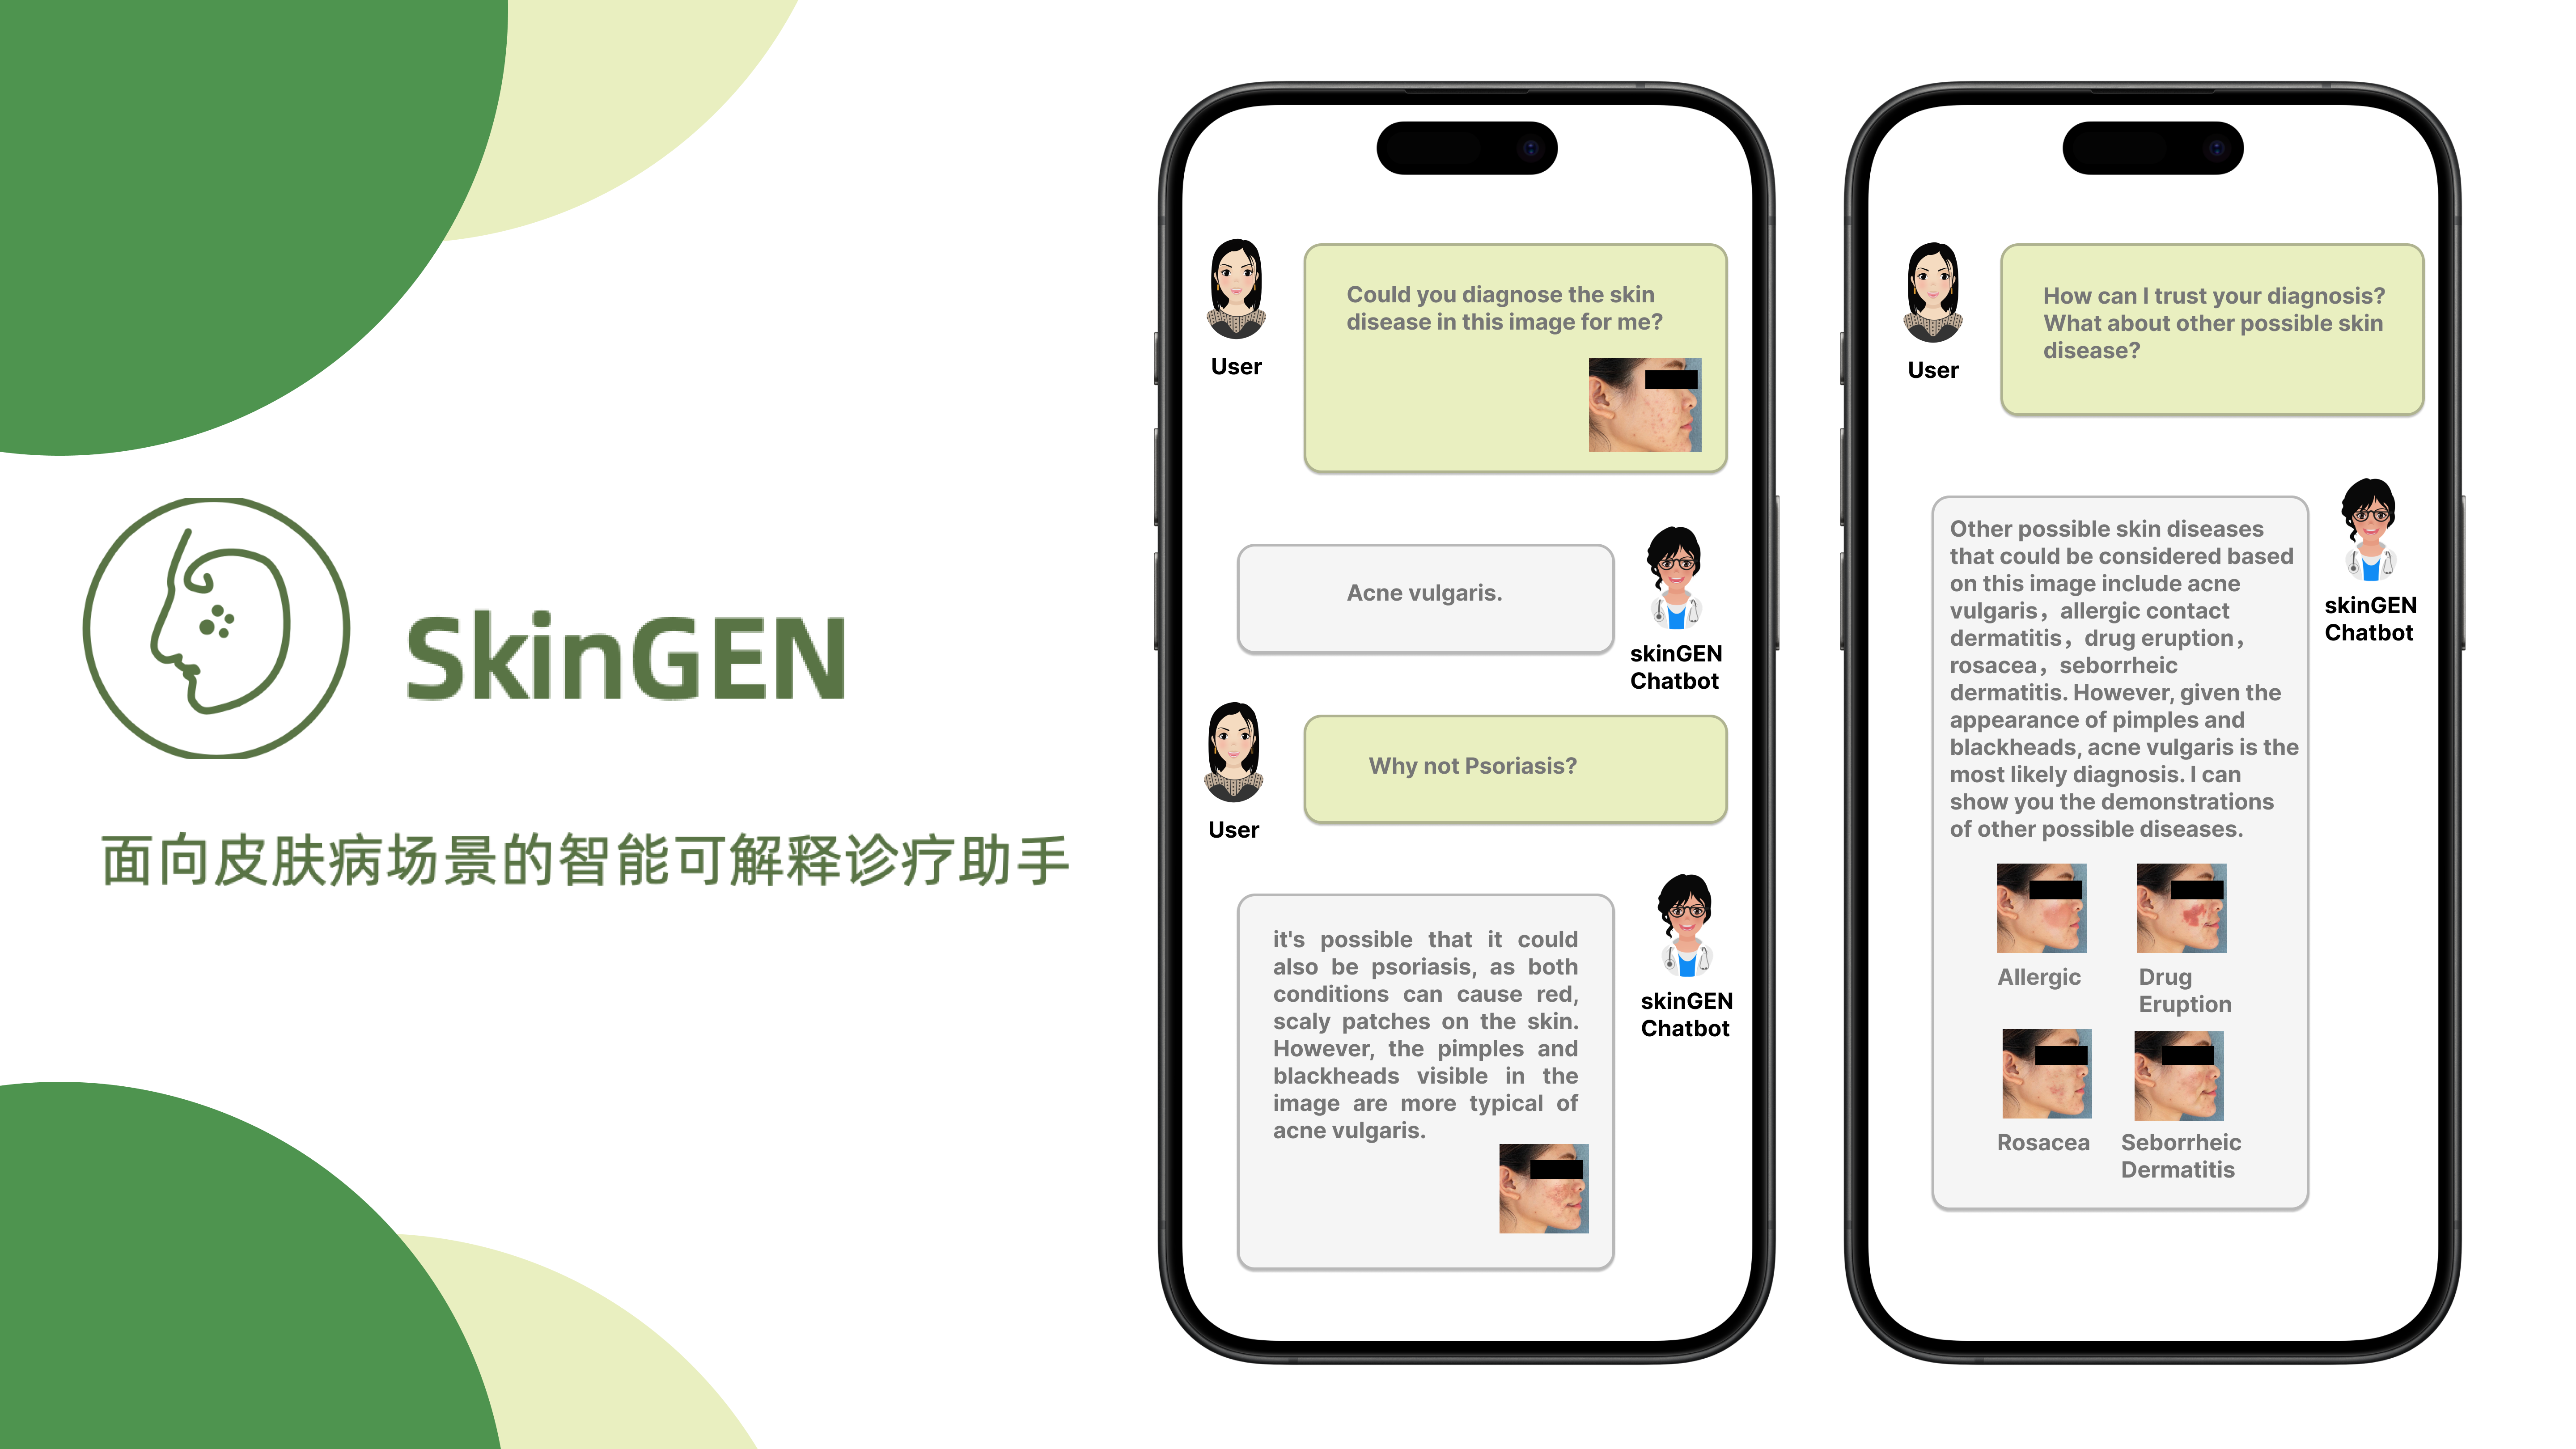 SkinGEN
面向皮肤病场景的智能可解释诊疗助手
Could you diagnose the skin
disease in this image for me?
User
Acne vulgaris.
skinGEN
Chatbot
Why not Psoriasis?
User
it's possible that it could
also be psoriasis, as both
conditions can cause red,
scaly patches on the skin.
However, the pimples and
blackheads visible in the
image are more typical of
acne vulgaris.
skinGEN
Chatbot
How can I trust your diagnosis?
What about other possible skin
disease?
User
Other possible skin diseases
that could be considered based
on this image include acne
vulgaris，allergic contact
dermatitis，drug eruption，
rosacea，seborrheic
dermatitis. However, given the
appearance of pimples and
blackheads, acne vulgaris is the
most likely diagnosis. I can
show you the demonstrations
of other possible diseases.
skinGEN
Chatbot
Allergic
Drug
Eruption
Rosacea
Seborrheic
Dermatitis